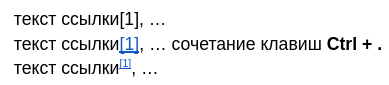 текст ссылки[1], …
текст ссылки[1], … сочетание клавиш Ctrl + .
текст ссылки[1], …